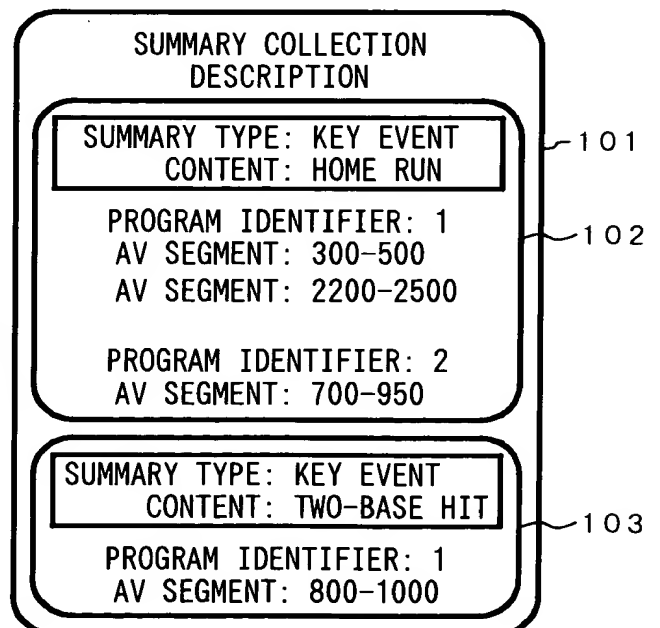 SUMMARY COLLECTION
DESCRIPTION
SUMMARY TYPE: KEY EVENT
CONTENT: HOME RUN
101
PROGRAM IDENTIFIER: 1
102
AV SEGMENT: 300-500
AV SEGMENT: 2200-2500
PROGRAM IDENTIFIER: 2
AV SEGMENT: 700-950
SUMMARY TYPE: KEY EVENT
CONTENT: TWO-BASE HIT
103
PROGRAM IDENTIFIER: 1
AV SEGMENT: 800-1000